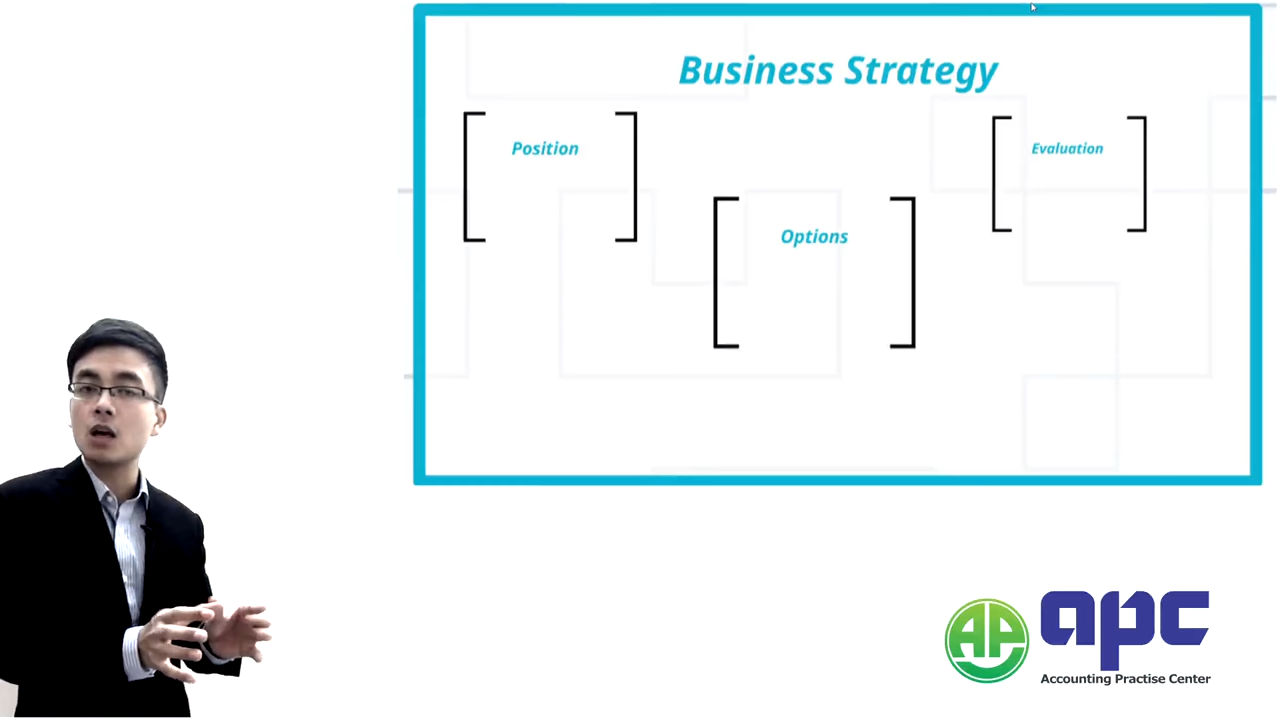 Business Strategy
Position
Evaluation
Options
AP
apc
Accounting Practise Center